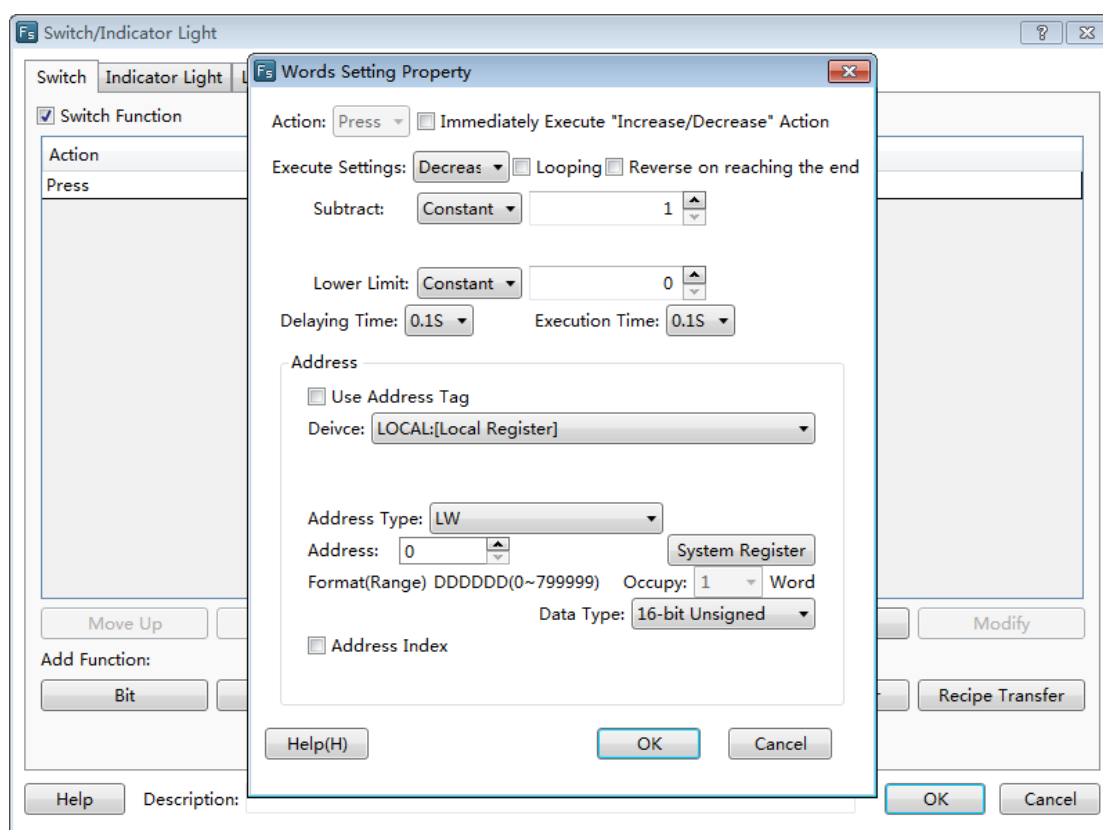 Fs Switch/Indicator Light
Switch Indicator Light L
Switch Function
Action
Press
Move Up
Modify
Add Function:
Bit
Recipe Transfer
Help Description: OK Cancel
Fs Words Setting Property
Action: Press Immediately Execute "Increase/Decrease" Action
Execute Settings: Decreas Looping Reverse on reaching the end
Subtract: Constant 1
Lower Limit: Constant 0
Delaying Time: 0.1S Execution Time: 0.1S
Address
Use Address Tag
Deivce: LOCAL:[Local Register]
Address Type: LW
Address: 0 System Register
Format(Range) DDDDDD(0~799999) Occupy: 1 Word
Data Type: 16-bit Unsigned
Address Index
Help(H) OK Cancel